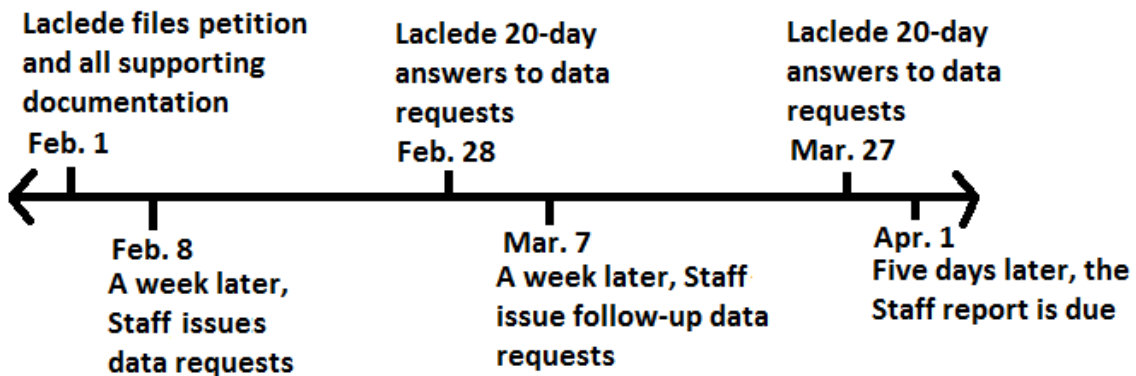 Laclede files petition
and all supporting
documentation
Feb. 1
Laclede 20-day
answers to data
requests
Feb. 28
Laclede 20-day
answers to data
requests
Mar. 27
Feb. 8
A week later,
Staff issues
data requests
Mar. 7
A week later, Staff
issue follow-up data
requests
Apr. 1
Five days later, the
Staff report is due